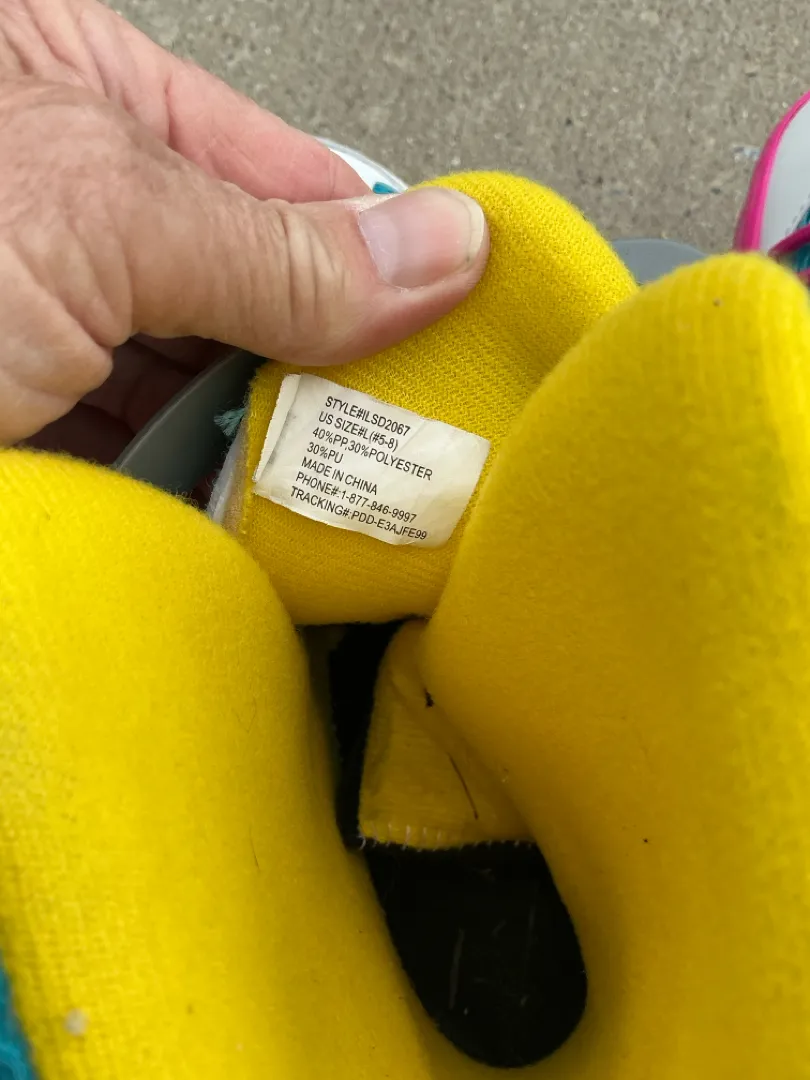 STYLE#ILSD2067
US SIZE#L(#5-8)
40%PP,30%POLYESTER
30%PU
MADE IN CHINA
PHONE#:1-877-846-9997
TRACKING#:PDD-E3AJFE99